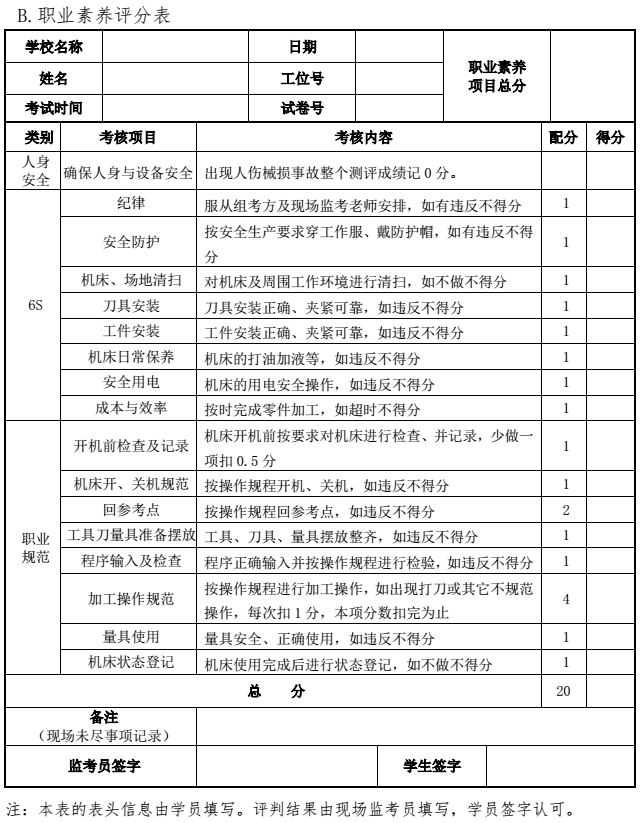 B.职业素养评分表
学校名称 日期 职业素养
项目总分
姓名 工位号
考试时间 试卷号
类别 考核项目 考核内容 配分 得分
人身
安全 确保人身与设备安全 出现人伤械损事故整个测评成绩记 0 分。
6S
纪律 服从组考方及现场监考老师安排，如有违反不得分 1
安全防护 按安全生产要求穿工作服、戴防护帽，如有违反不得
分 1
机床、场地清扫 对机床及周围工作环境进行清扫，如不做不得分 1
刀具安装 刀具安装正确、夹紧可靠，如违反不得分 1
工件安装 工件安装正确、夹紧可靠，如违反不得分 1
机床日常保养 机床的打油加液等，如违反不得分 1
安全用电 机床的用电安全操作，如违反不得分 1
成本与效率 按时完成零件加工，如超时不得分 1
职业
规范
开机前检查及记录 机床开机前按要求对机床进行检查、并记录，少做一
项扣 0.5 分 1
机床开、关机规范 按操作规程开机、关机，如违反不得分 1
回参考点 按操作规程回参考点，如违反不得分 2
工具刀量具准备摆放 工具、刀具、量具摆放整齐，如违反不得分 1
程序输入及检查 程序正确输入并按操作规程进行检验，如违反不得分 1
加工操作规范 按操作规程进行加工操作，如出现打刀或其它不规范
操作，每次扣 1 分，本项分数扣完为止 4
量具使用 量具安全、正确使用，如违反不得分 1
机床状态登记 机床使用完成后进行状态登记，如不做不得分 1
总 分 20
备注
（现场未尽事项记录）
监考员签字 学生签字
注：本表的表头信息由学员填写。评判结果由现场监考员填写，学员签字认可。